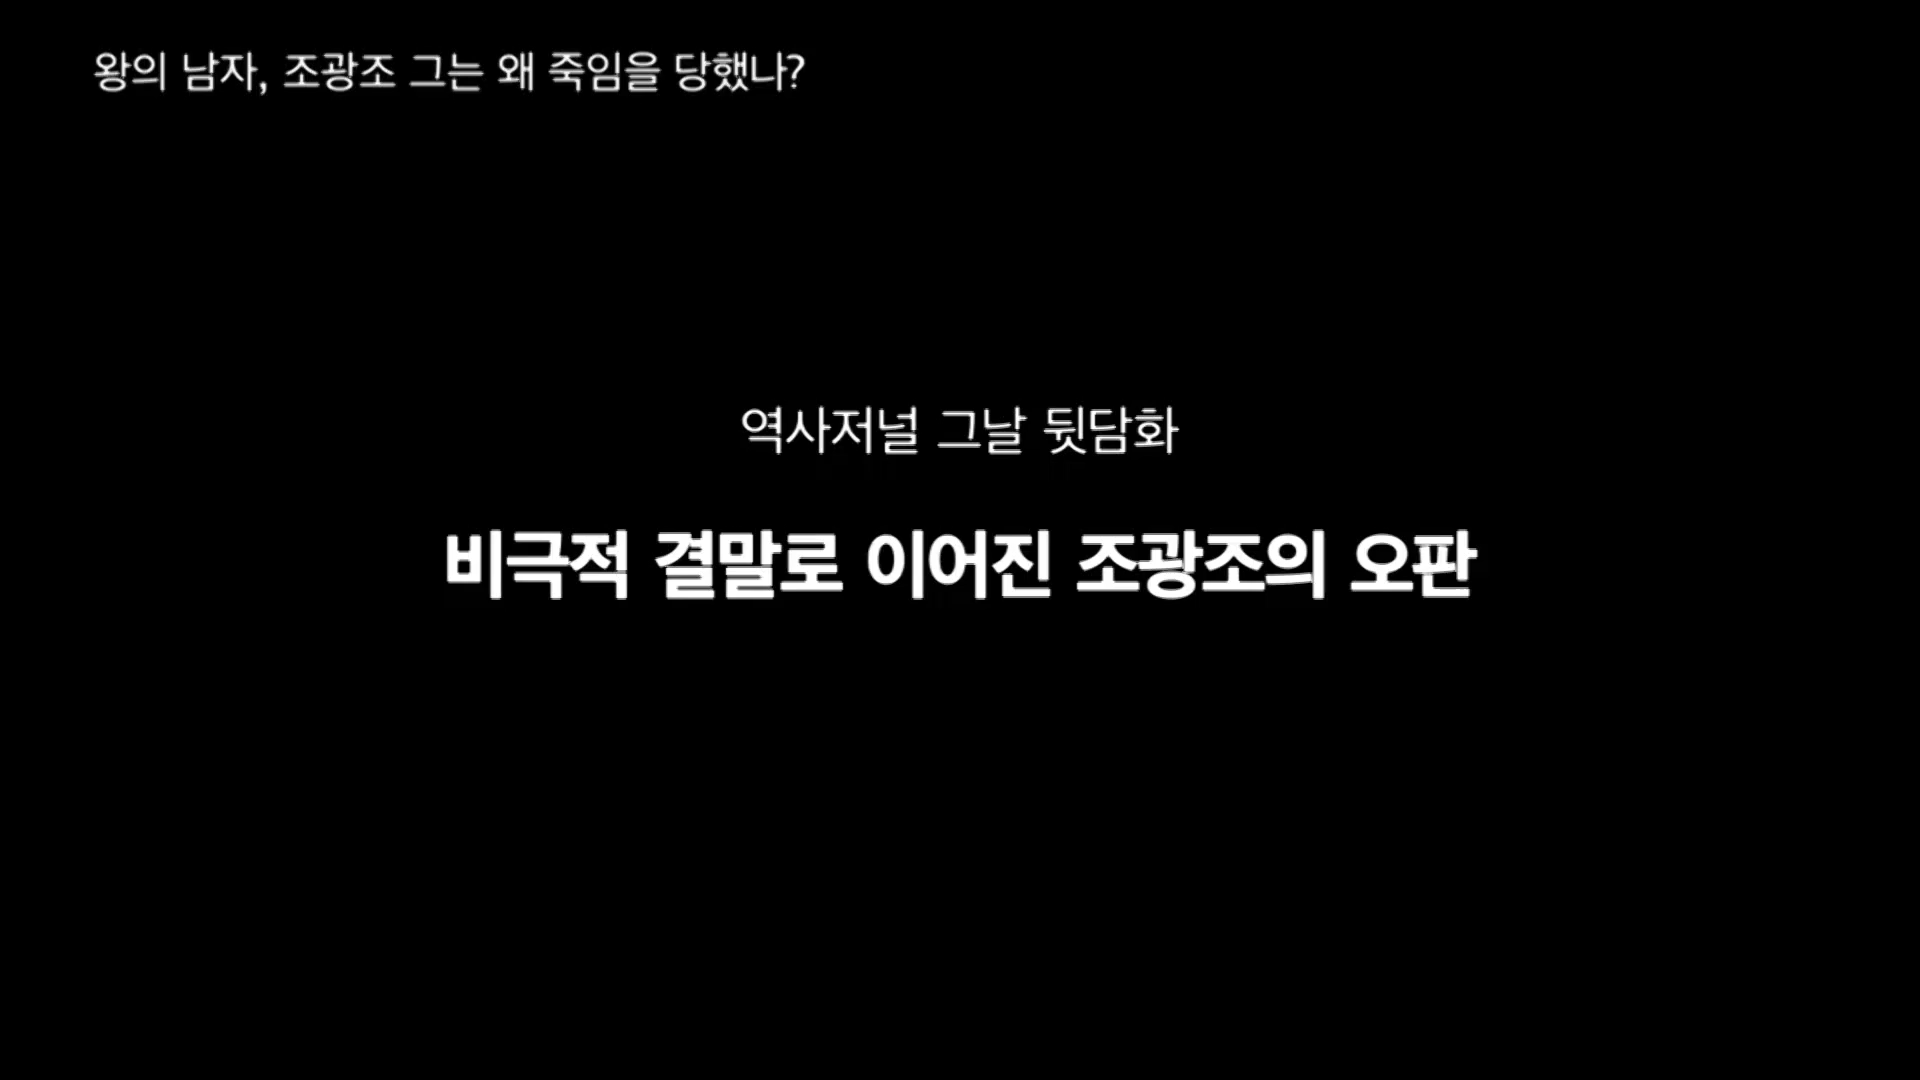 왕의 남자, 조광조 그는 왜 죽임을 당했나?
역사저널 그날 뒷담화
비극적 결말로 이어진 조광조의 오판